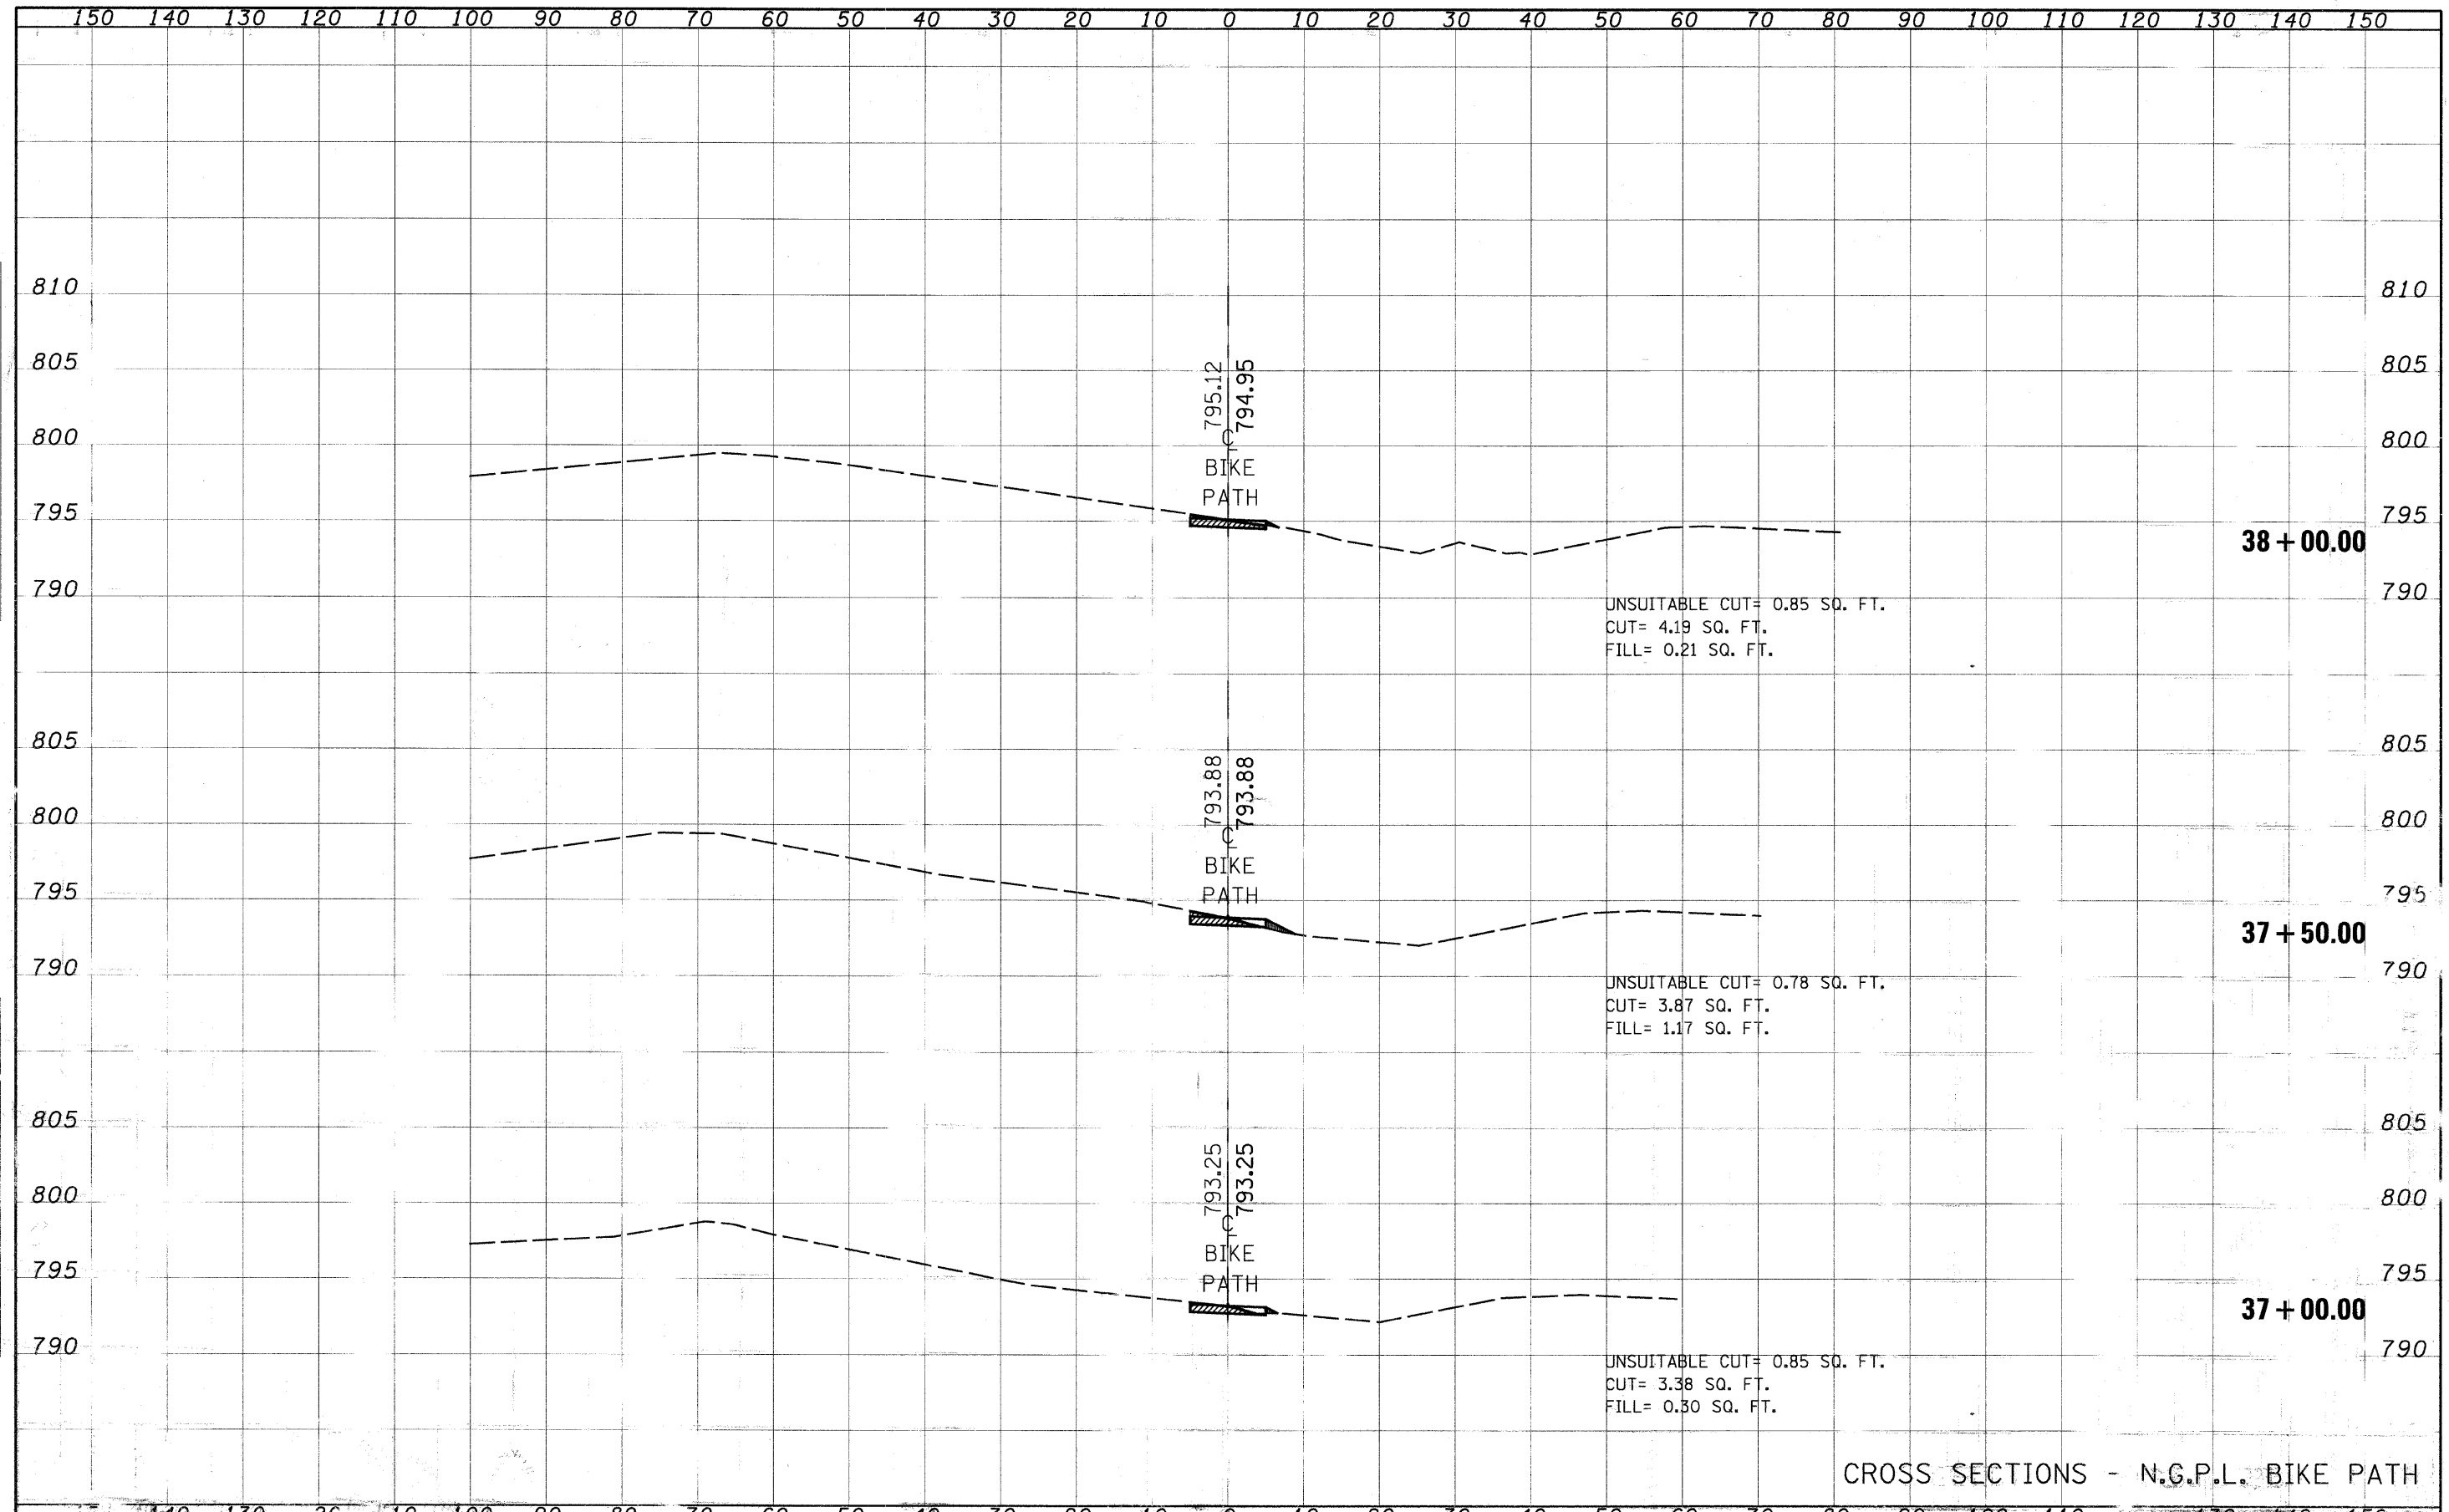 150 140 130 120 110 100 90 80 70 60 50 40 30 20 10 0 10 20 30 40 50 60 70 80 90 100 110 120 130 140 150
810 810
805 795.12 794.95 805
800 ℄ 800
BIKE
PATH
795 795
38+00.00
790 790
UNSUITABLE CUT= 0.85 SQ. FT.
CUT= 4.19 SQ. FT.
FILL= 0.21 SQ. FT.
805 805
793.88 793.88
800 800
℄
BIKE
PATH
795 795
37+50.00
790 790
UNSUITABLE CUT= 0.78 SQ. FT.
CUT= 3.87 SQ. FT.
FILL= 1.17 SQ. FT.
805 805
793.25 793.25
800 800
℄
BIKE
PATH
795 795
37+00.00
790 790
UNSUITABLE CUT= 0.85 SQ. FT.
CUT= 3.38 SQ. FT.
FILL= 0.30 SQ. FT.
CROSS SECTIONS - N.G.P.L. BIKE PATH